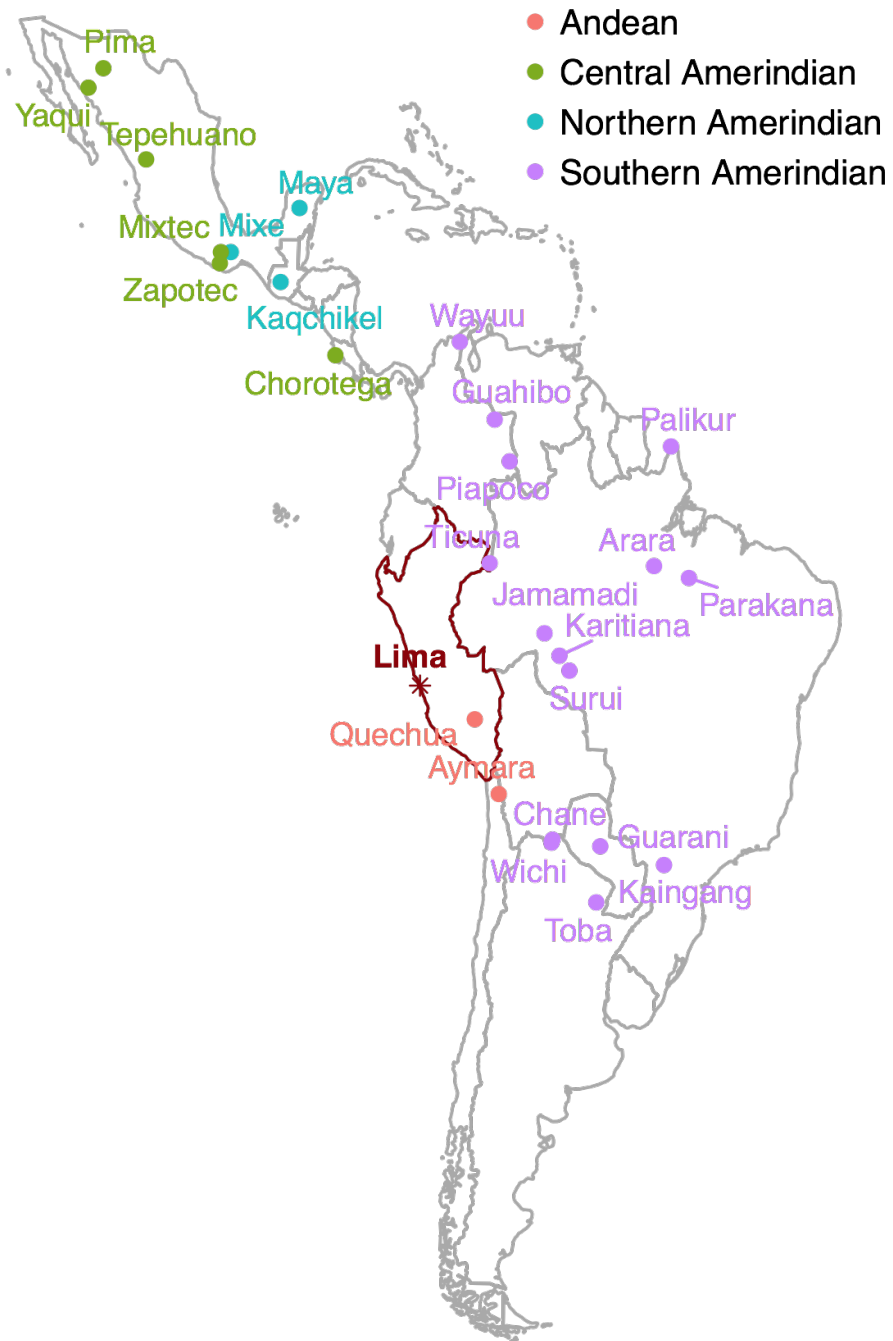 Andean
Pima
Central Amerindian
Yaqui
Northern Amerindian
Tepehuano
Southern Amerindian
Maya
Mixtec
Mixe
Zapotec
Kaqchikel
Wayuu
Chorotega
Guahibo
Palikur
Piapoco
Ticuna
Arara
Jamamadi
Parakana
Karitiana
Lima
Surui
Quechua
Aymara
Chane
Guarani
Wichi
Kaingang
Toba